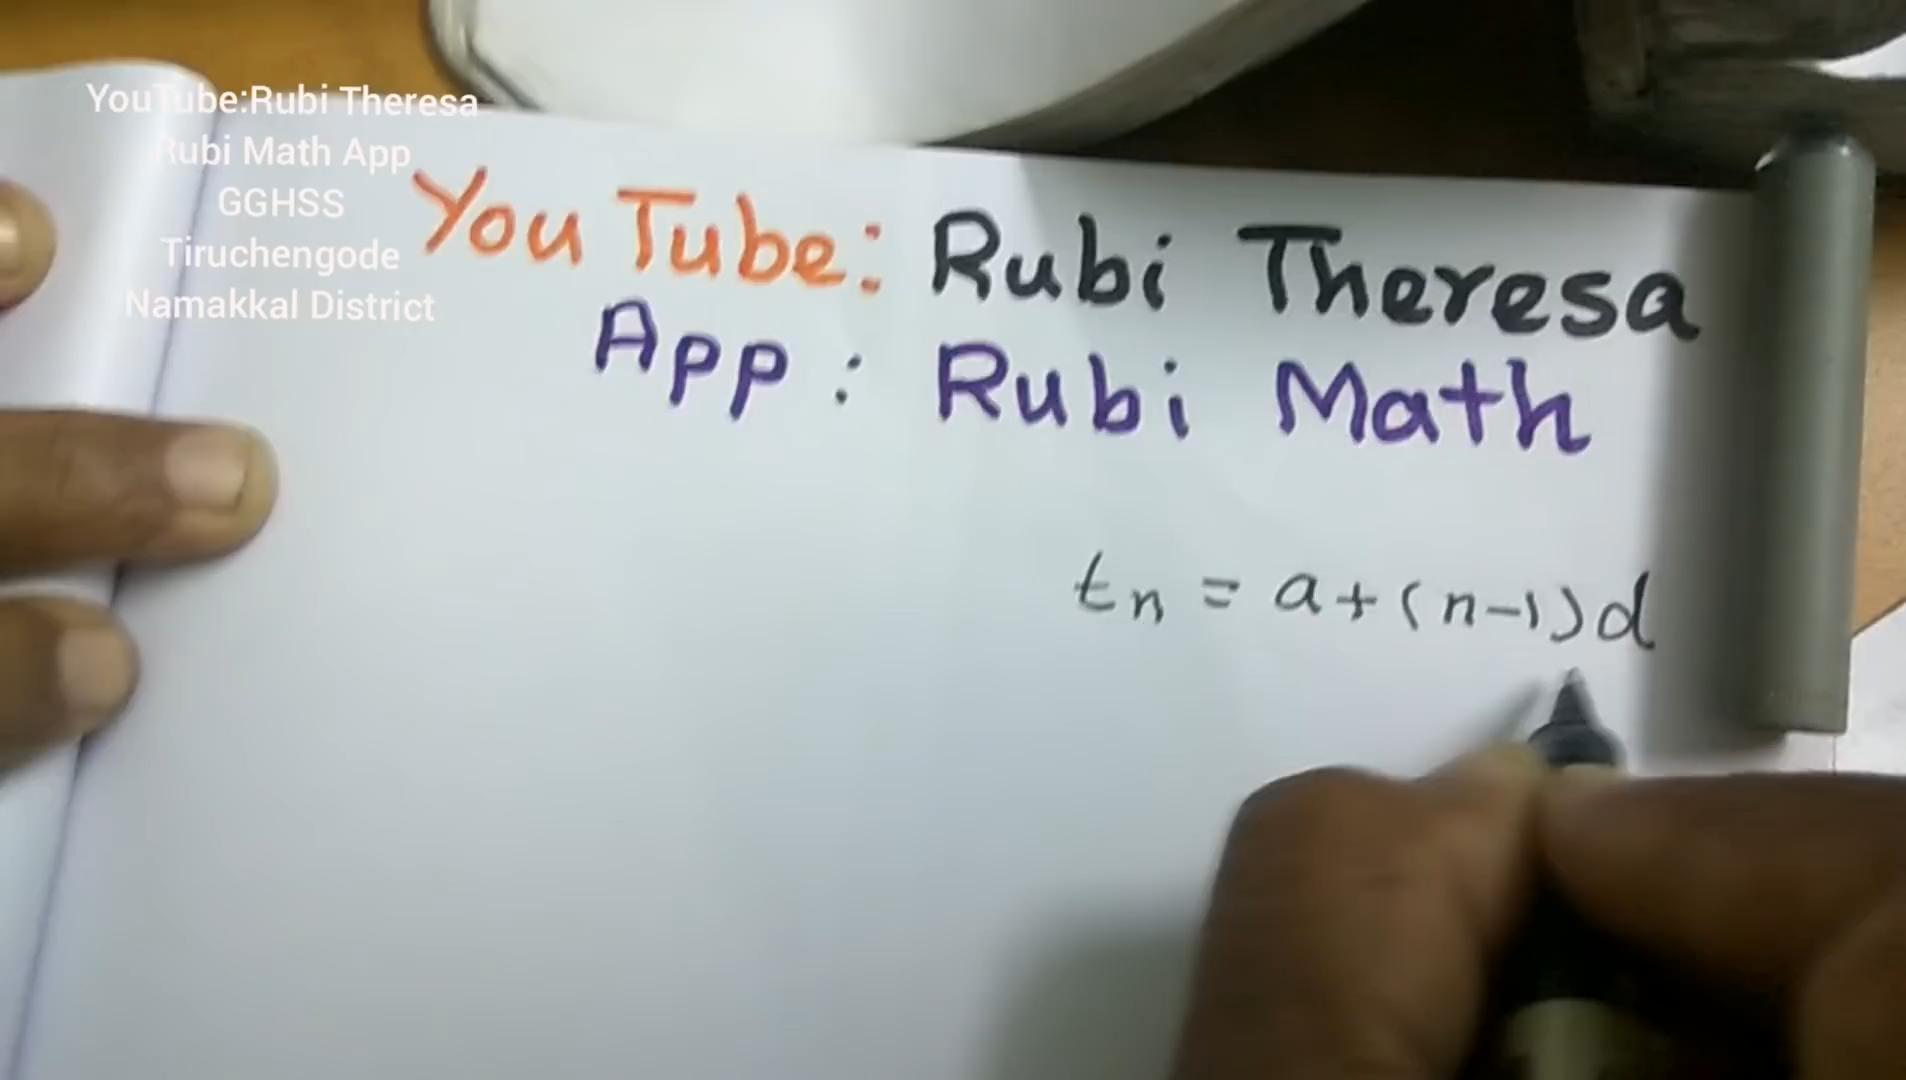 YouTube:Rubi Theresa
Rubi Math App
GGHSS
Tiruchengode
Namakkal District
YouTube: Rubi Theresa
App: Rubi Math
tn = a+(n-1)d